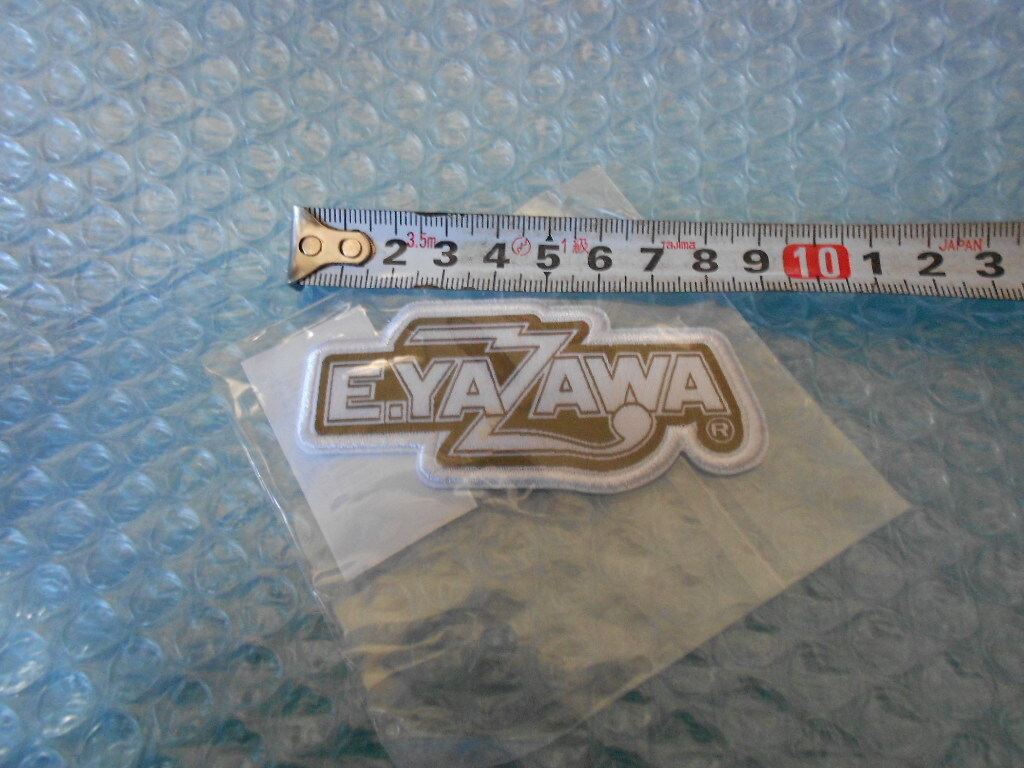 3.5m 1級 tajima JAPAN
2 3 4 5 6 7 8 9 10 1 2 3
E.YAZAWA
®